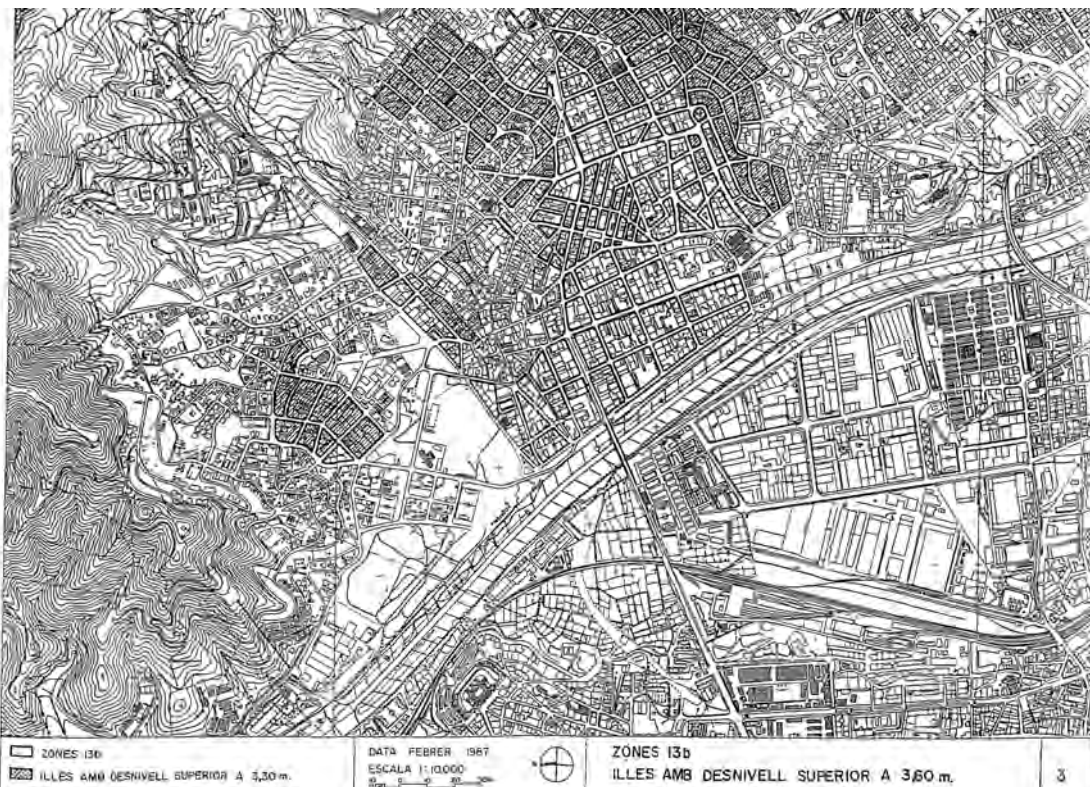 ZONES 13b
ILLES AMB DESNIVELL SUPERIOR A 3,30 m.
DATA FEBRER 1987
ESCALA 1:10.000
ZONES 13b
ILLES AMB DESNIVELL SUPERIOR A 3,60 m.
3